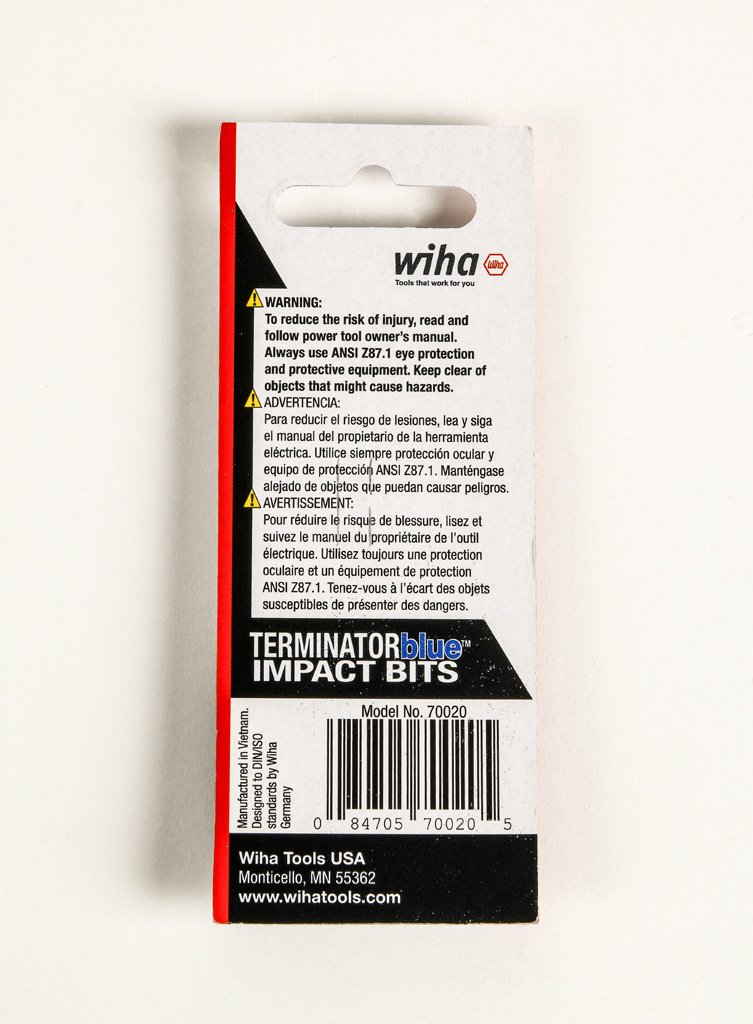 wiha wiha
Tools that work for you
WARNING:
To reduce the risk of injury, read and
follow power tool owner's manual.
Always use ANSI Z87.1 eye protection
and protective equipment. Keep clear of
objects that might cause hazards.
ADVERTENCIA:
Para reducir el riesgo de lesiones, lea y siga
el manual del propietario de la herramienta
eléctrica. Utilice siempre protección ocular y
equipo de protección ANSI Z87.1. Manténgase
alejado de objetos que puedan causar peligros.
AVERTISSEMENT:
Pour réduire le risque de blessure, lisez et
suivez le manuel du propriétaire de l'outil
électrique. Utilisez toujours une protection
oculaire et un équipement de protection
ANSI Z87.1. Tenez-vous à l'écart des objets
susceptibles de présenter des dangers.
TERMINATORblue™
IMPACT BITS
Model No. 70020
Manufactured in Vietnam.
Designed to DIN/ISO
standards by Wiha
Germany
0 84705 70020 5
Wiha Tools USA
Monticello, MN 55362
www.wihatools.com